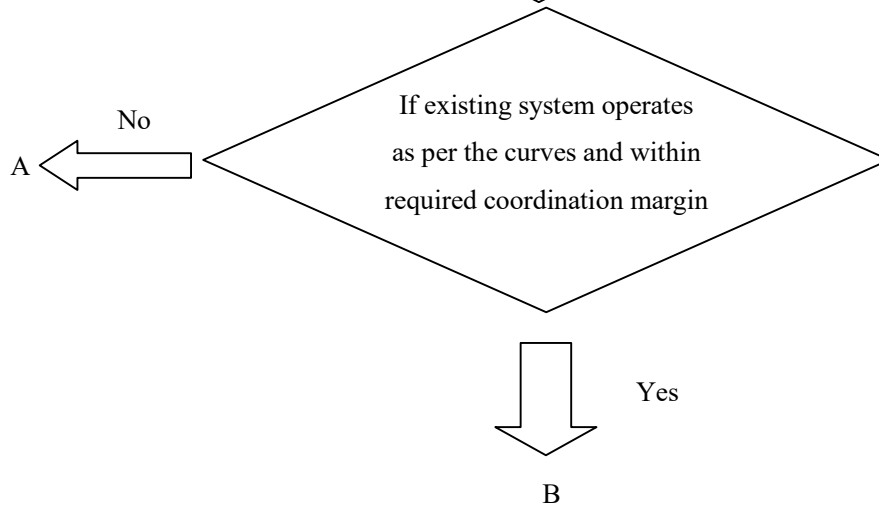 If existing system operates
No
as per the curves and within
A
required coordination margin
Yes
B